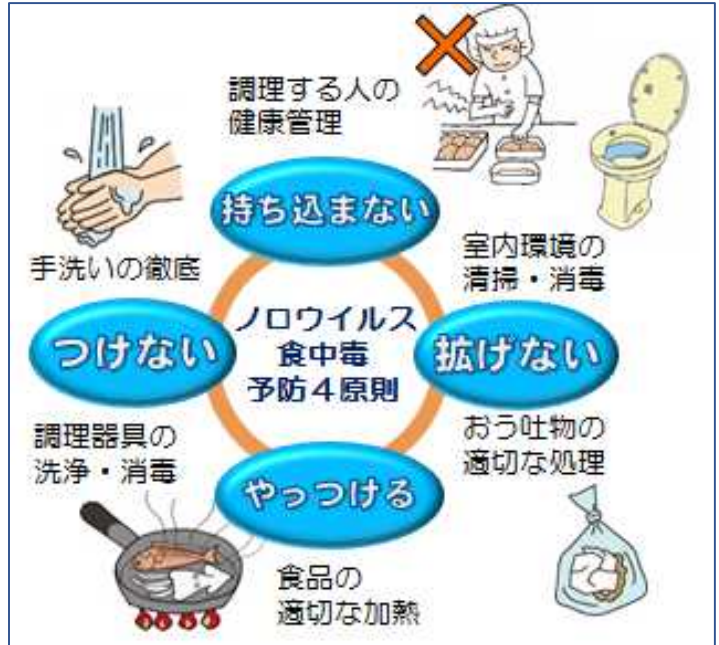 調理する人の
健康管理
持ち込まない
手洗いの徹底
室内環境の
清掃・消毒
つけない
ノロウイルス
食中毒
予防4原則
拡げない
調理器具の
洗浄・消毒
おう吐物の
適切な処理
やっつける
食品の
適切な加熱